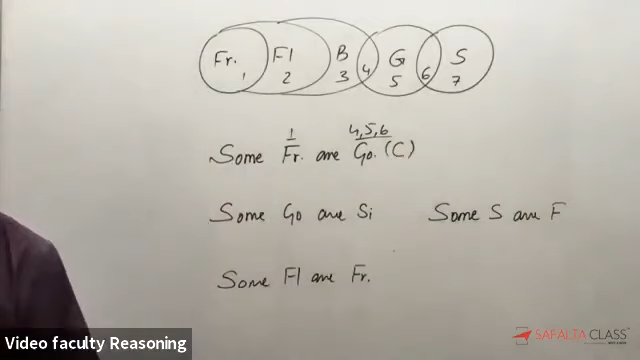 Fr. Fl B G S
1 2 3 4 5 6 7
1 4,5,6
Some Fr. are Go. (C)
Some Go are Si Some S are F
Some Fl are Fr.
Video faculty Reasoning
SAFALTA CLASS